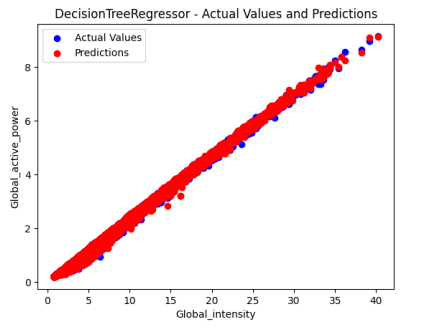 DecisionTreeRegressor - Actual Values and Predictions
Actual Values
Predictions
8
6
4
2
0
Global_active_power
0 5 10 15 20 25 30 35 40
Global_intensity